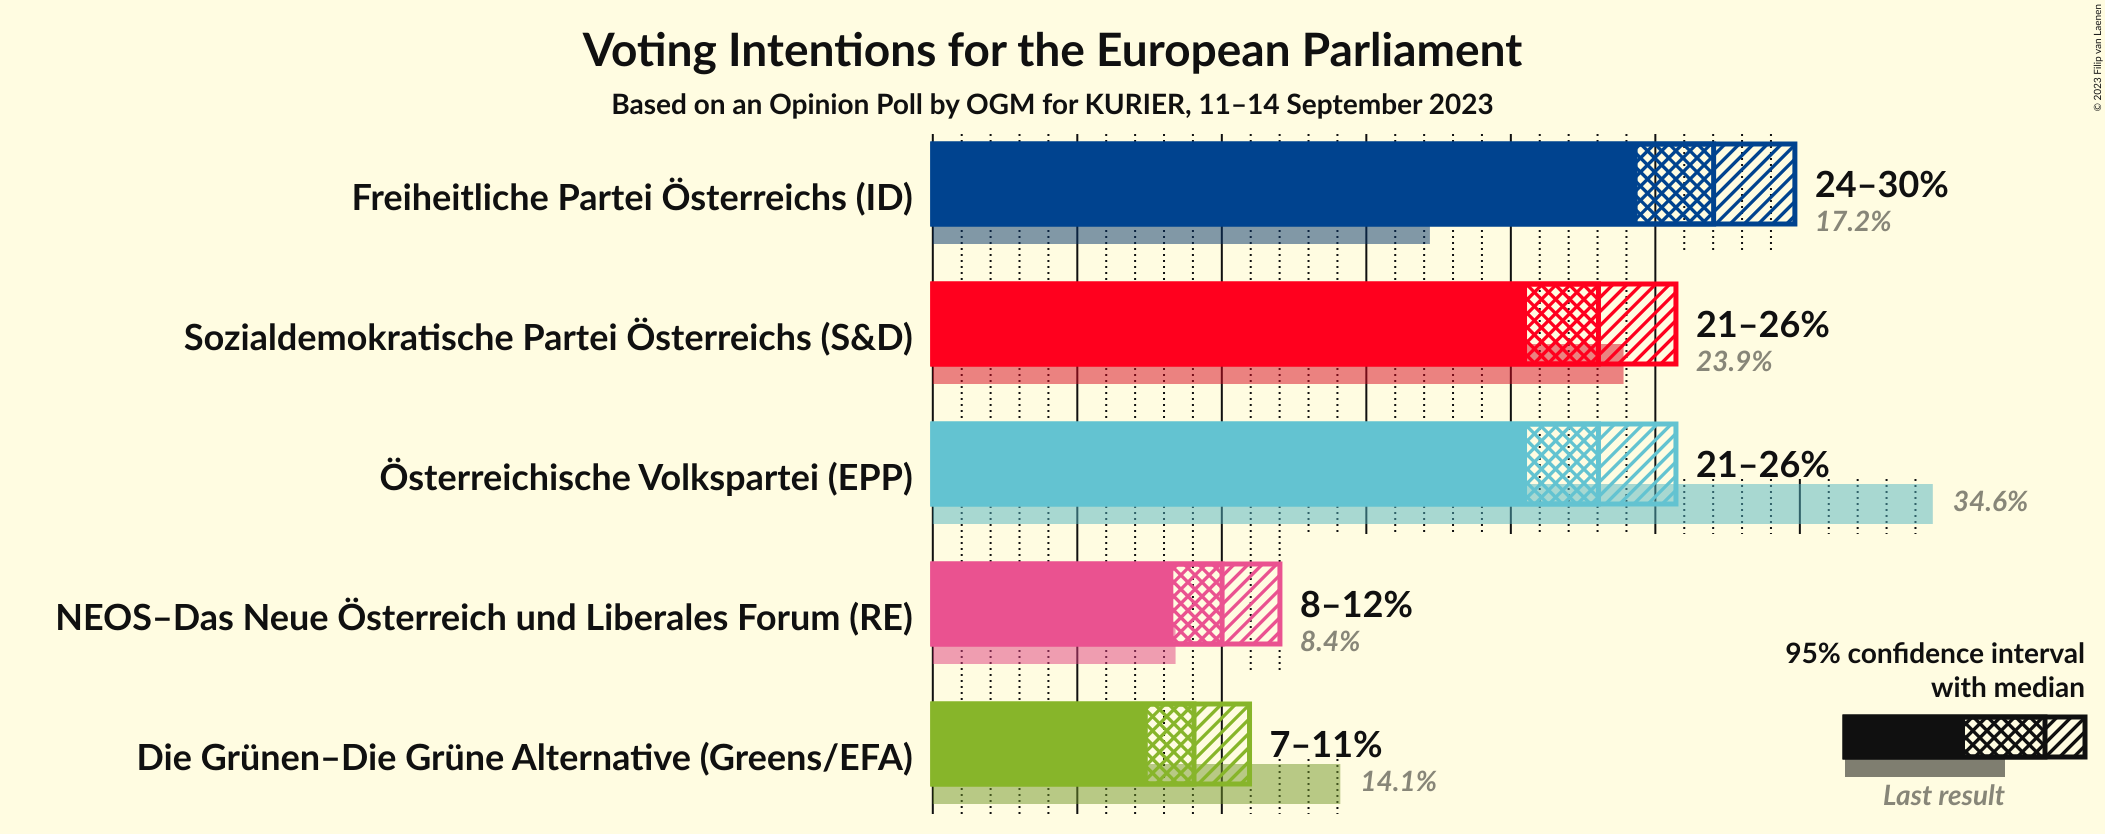 Voting Intentions for the European Parliament
Based on an Opinion Poll by OGM for KURIER, 11–14 September 2023
© 2023 Filip van Laenen
Freiheitliche Partei Österreichs (ID)
24–30%
17.2%
Sozialdemokratische Partei Österreichs (S&D)
21–26%
23.9%
Österreichische Volkspartei (EPP)
21–26%
34.6%
NEOS–Das Neue Österreich und Liberales Forum (RE)
8–12%
8.4%
Die Grünen–Die Grüne Alternative (Greens/EFA)
7–11%
14.1%
95% confidence interval
with median
Last result